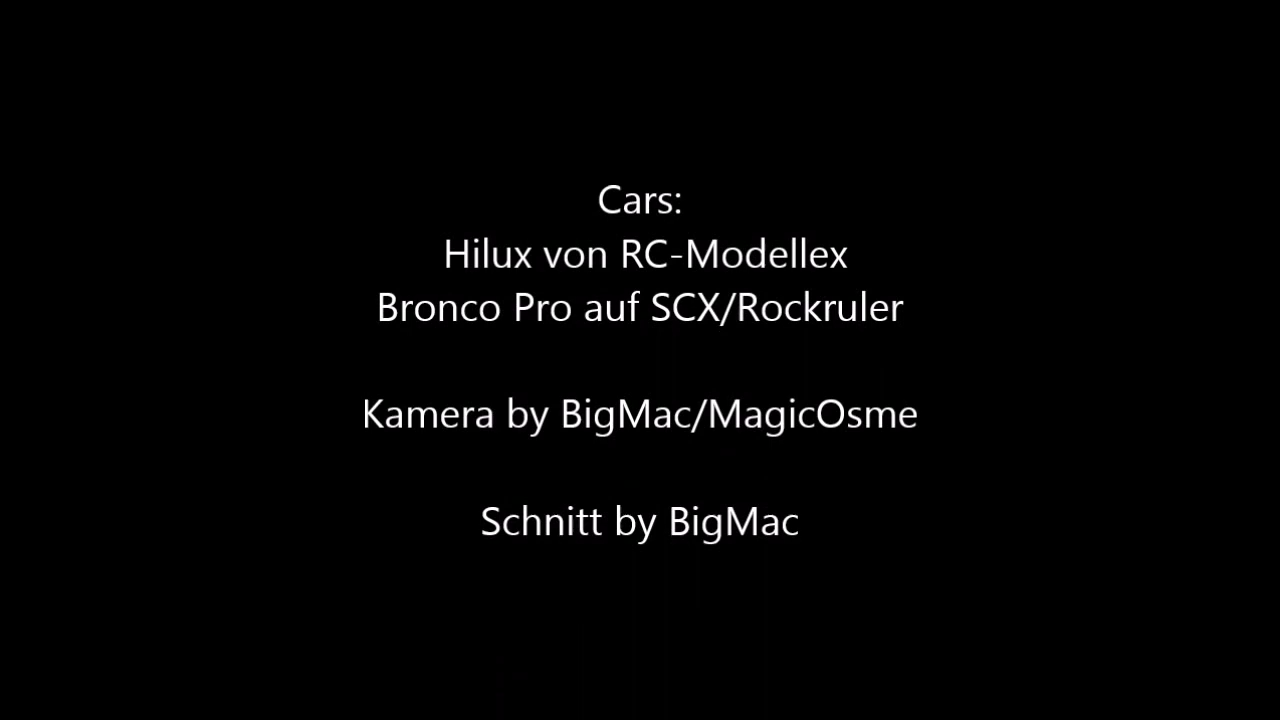 Cars:
Hilux von RC-Modellex
Bronco Pro auf SCX/Rockruler
Kamera by BigMac/MagicOsme
Schnitt by BigMac